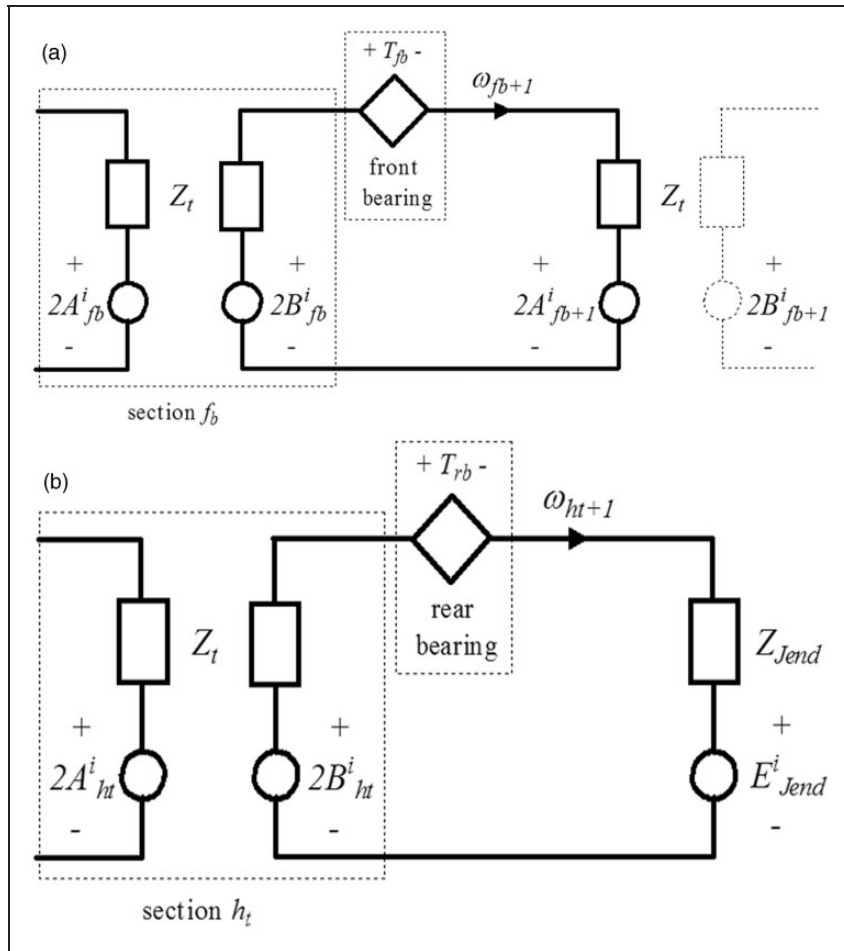 (a)
+ T_fb -
ω_fb+1
front
bearing
Z_t
Z_t
+
+
+
+
2A^i_fb
2B^i_fb
2A^i_fb+1
2B^i_fb+1
-
-
-
-
section f_b
(b)
+ T_rb -
ω_ht+1
rear
bearing
Z_t
Z_Jend
+
+
+
2A^i_ht
2B^i_ht
E^i_Jend
-
-
-
section h_t